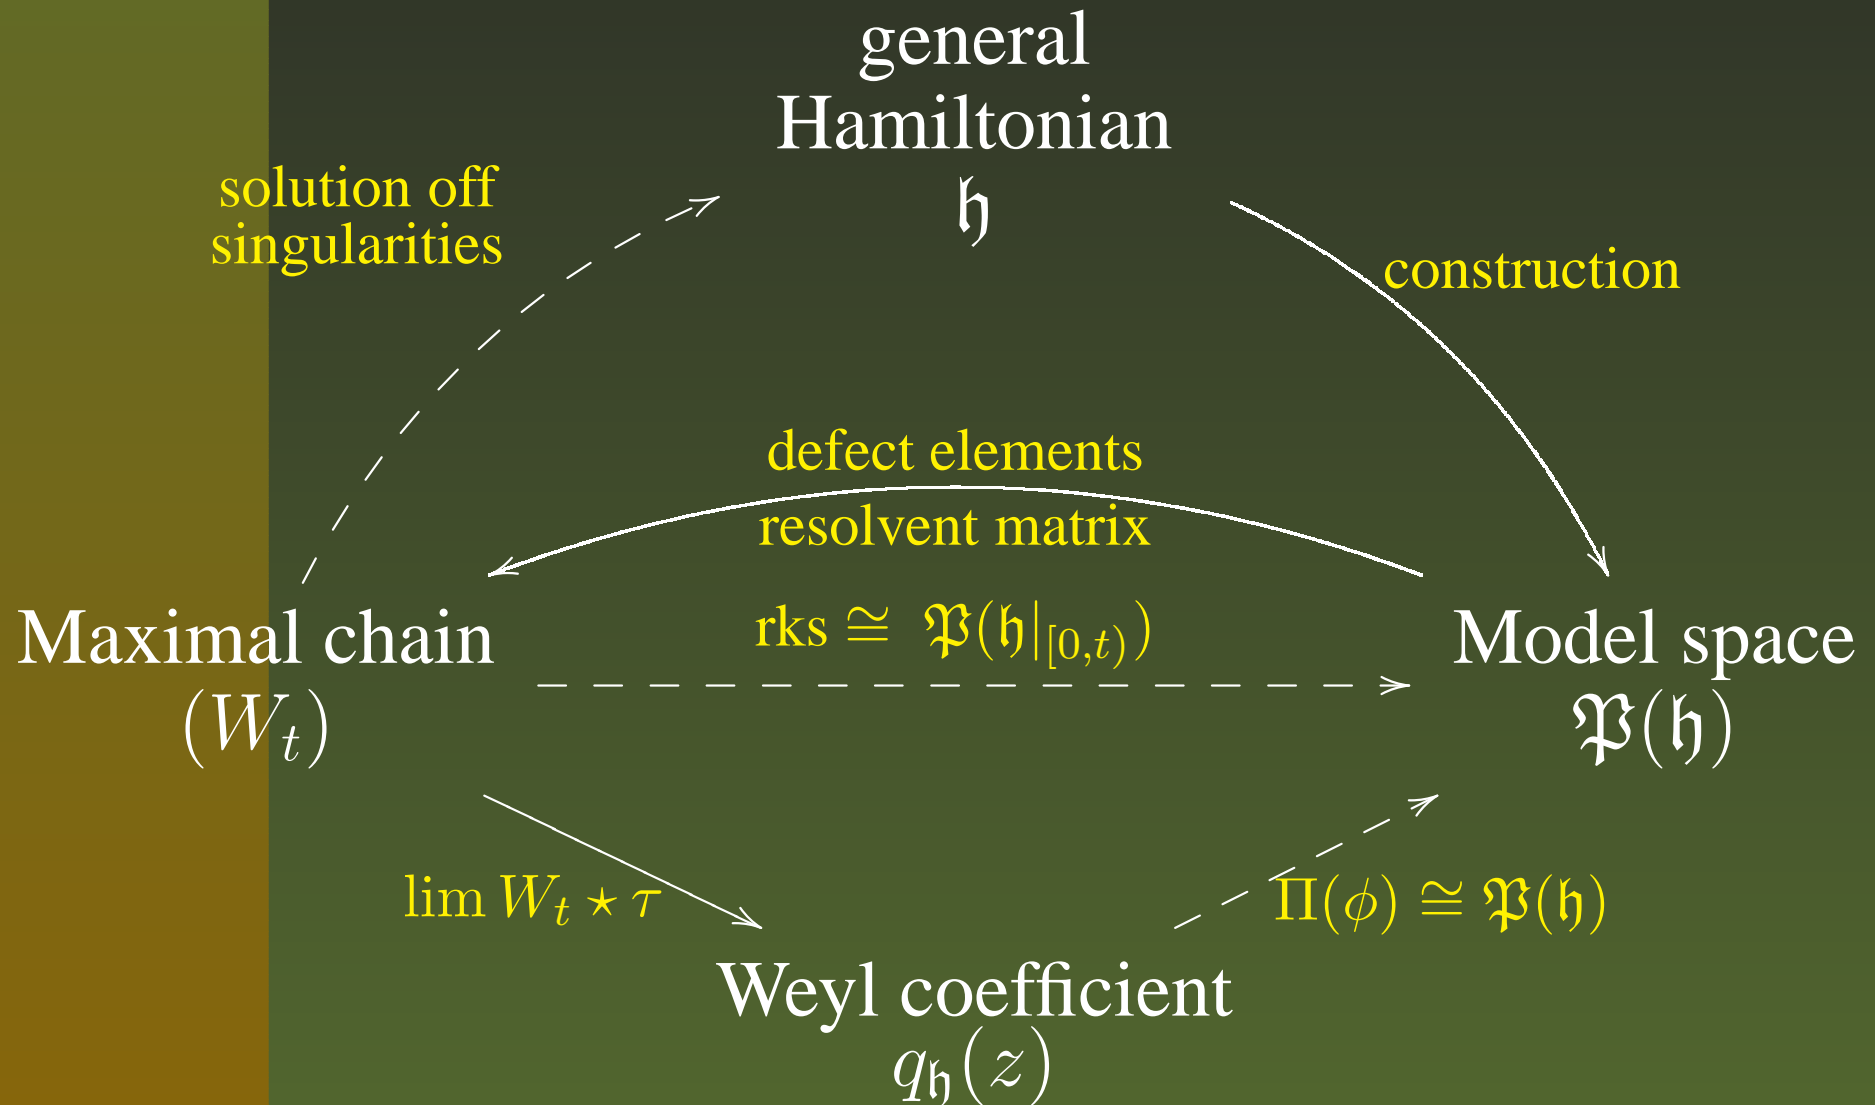 general
Hamiltonian
𝔥
solution off
singularities
construction
defect elements
resolvent matrix
rks ≅ 𝔓(𝔥|_{[0,t)})
Maximal chain
(W_t)
Model space
𝔓(𝔥)
lim W_t ⋆ τ
Π(ϕ) ≅ 𝔓(𝔥)
Weyl coefficient
q_𝔥(z)